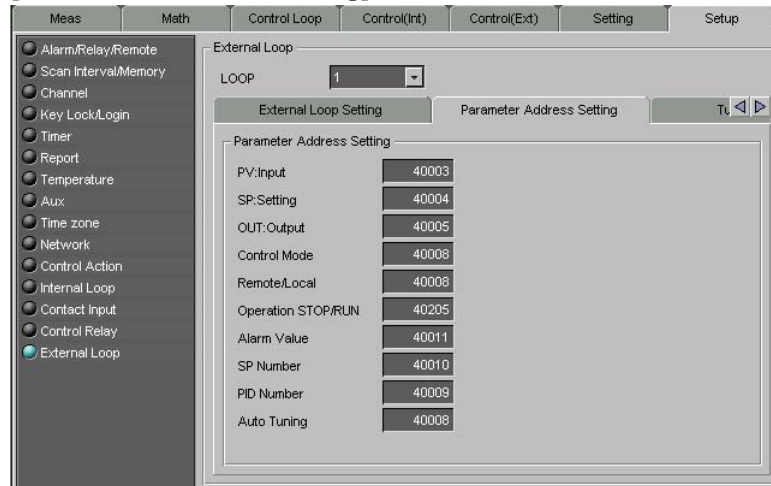 Meas Math Control Loop Control(Int) Control(Ext) Setting Setup
Alarm/Relay/Remote
Scan Interval/Memory
Channel
Key Lock/Login
Timer
Report
Temperature
Aux
Time zone
Network
Control Action
Internal Loop
Contact Input
Control Relay
External Loop
External Loop
LOOP 1
External Loop Setting Parameter Address Setting
Parameter Address Setting
PV:Input 40003
SP:Setting 40004
OUT:Output 40005
Control Mode 40008
Remote/Local 40008
Operation STOP/RUN 40205
Alarm Value 40011
SP Number 40010
PID Number 40009
Auto Tuning 40008